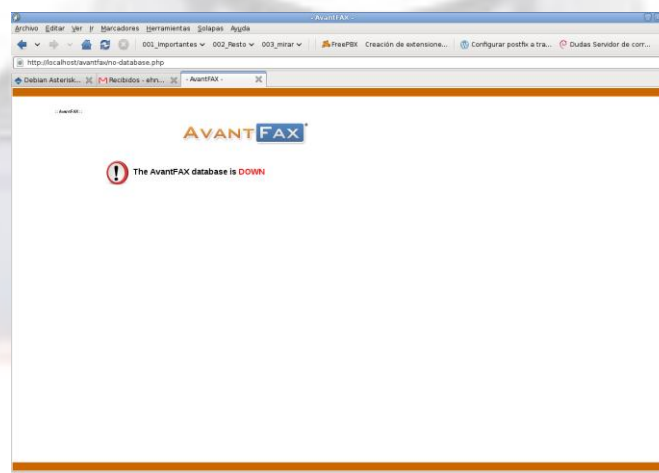 - AvantFAX -
Archivo Editar Ver Ir Marcadores Herramientas Solapas Ayuda
001_Importantes 002_Resto 003_mirar FreePBX Creación de extensione... Configurar postfix a tra... Dudas Servidor de corr...
http://localhost/avantfax/no-database.php
Debian Asterisk... Recibidos - ehn... - AvantFAX -
.: AvantFAX :.
AVANTFAX
The AvantFAX database is DOWN